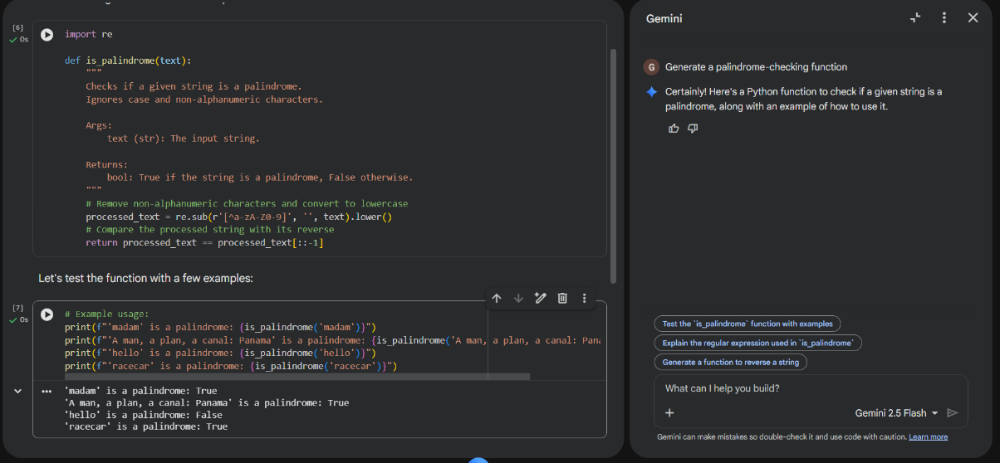 [6]
0s
import re
def is_palindrome(text):
"""
Checks if a given string is a palindrome.
Ignores case and non-alphanumeric characters.
Args:
text (str): The input string.
Returns:
bool: True if the string is a palindrome, False otherwise.
"""
# Remove non-alphanumeric characters and convert to lowercase
processed_text = re.sub(r'[^a-zA-Z0-9]', '', text).lower()
# Compare the processed string with its reverse
return processed_text == processed_text[::-1]
Let's test the function with a few examples:
[7]
0s
# Example usage:
print(f"'madam' is a palindrome: {is_palindrome('madam')}")
print(f"'A man, a plan, a canal: Panama' is a palindrome: {is_palindrome('A man, a plan, a canal: Pana
print(f"'hello' is a palindrome: {is_palindrome('hello')}")
print(f"'racecar' is a palindrome: {is_palindrome('racecar')}")
'madam' is a palindrome: True
'A man, a plan, a canal: Panama' is a palindrome: True
'hello' is a palindrome: False
'racecar' is a palindrome: True
Gemini
G Generate a palindrome-checking function
Certainly! Here's a Python function to check if a given string is a
palindrome, along with an example of how to use it.
Test the `is_palindrome` function with examples
Explain the regular expression used in `is_palindrome`
Generate a function to reverse a string
What can I help you build?
Gemini 2.5 Flash
Gemini can make mistakes so double-check it and use code with caution. Learn more